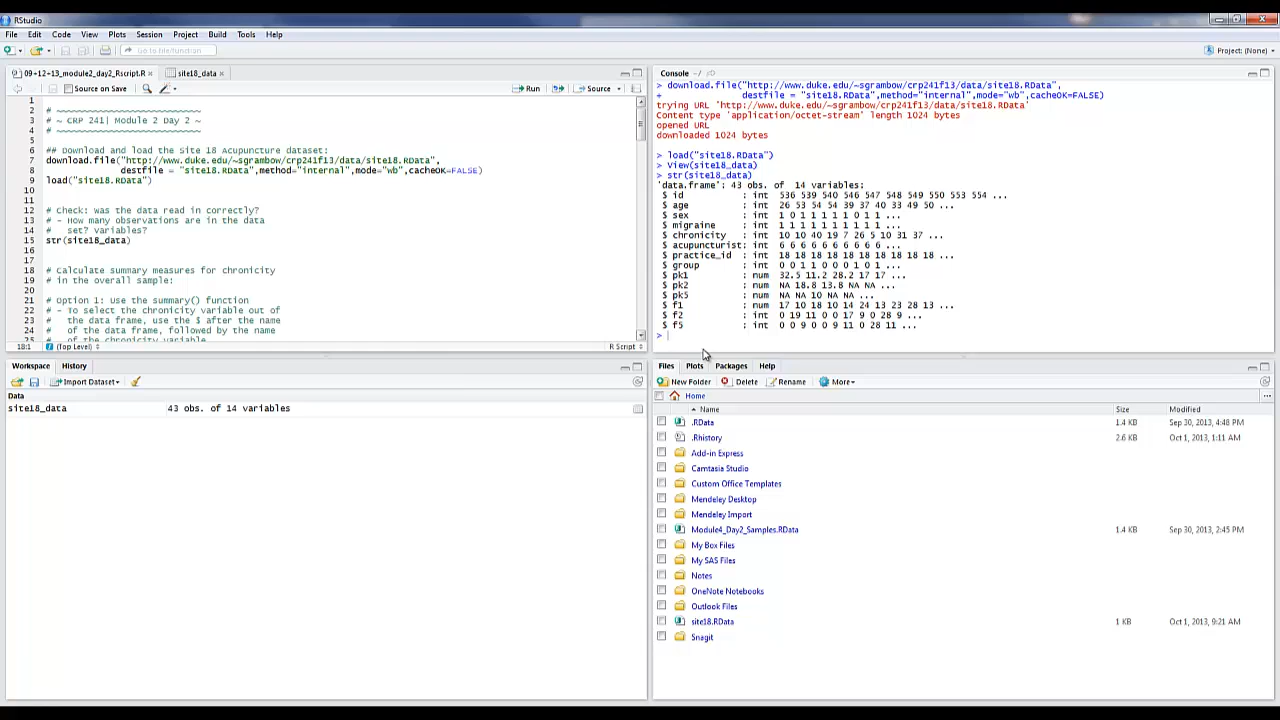 RStudio
File Edit Code View Plots Session Project Build Tools Help
Go to file/function
Project: (None)
09-12-13_module2_day2_Rscript.R
site18_data
Source on Save
Run
Source
1
2 # ~~~~~~~~~~~~~~~~~~~~~~~~~~
3 # ~ CRP 241| Module 2 Day 2 ~
4 # ~~~~~~~~~~~~~~~~~~~~~~~~~~
5
6 ## Download and load the Site 18 Acupuncture dataset:
7 download.file("http://www.duke.edu/~sgrambow/crp241f13/data/site18.RData",
8 destfile = "site18.RData",method="internal",mode="wb",cacheOK=FALSE)
9 load("site18.RData")
10
11
12 # Check: was the data read in correctly?
13 # - How many observations are in the data
14 # set? Variables?
15 str(site18_data)
16
17
18 # Calculate summary measures for chronicity
19 # in the overall sample:
20
21 # Option 1: Use the summary() function
22 # - To select the chronicity variable out of
23 # the data frame, use the $ after the name
24 # of the data frame, followed by the name
# of the chronicity variable
18:1 (Top Level)
R Script
Console ~/
> download.file("http://www.duke.edu/~sgrambow/crp241f13/data/site18.RData",
+ destfile = "site18.RData",method="internal",mode="wb",cacheOK=FALSE)
trying URL 'http://www.duke.edu/~sgrambow/crp241f13/data/site18.RData'
Content type 'application/octet-stream' length 1024 bytes
opened URL
downloaded 1024 bytes
> load("site18.RData")
> View(site18_data)
> str(site18_data)
'data.frame': 43 obs. of 14 variables:
$ id : int 536 539 540 546 547 548 549 550 553 554 ...
$ age : int 26 53 54 54 39 37 40 33 49 50 ...
$ sex : int 1 0 1 1 1 1 1 0 1 1 ...
$ migraine : int 1 1 1 1 1 1 1 1 1 1 ...
$ chronicity : int 10 10 40 19 7 26 5 10 31 37 ...
$ acupuncturist: int 6 6 6 6 6 6 6 6 6 6 ...
$ practice_id : int 18 18 18 18 18 18 18 18 18 18 ...
$ group : int 0 0 1 1 0 0 0 1 0 1 ...
$ pk1 : num 32.5 11.2 28.2 17 17 ...
$ pk2 : num NA 18.8 13.8 NA NA ...
$ pk5 : num NA NA 10 NA NA ...
$ f1 : num 17 10 18 10 14 24 13 23 28 13 ...
$ f2 : int 0 19 11 0 0 17 9 0 28 9 ...
$ f5 : int 0 0 9 0 0 9 11 0 28 11 ...
>
Workspace History
Import Dataset
Data
site18_data 43 obs. of 14 variables
Files Plots Packages Help
New Folder Delete Rename More
Home
Name Size Modified
.RData 1.4 KB Sep 30, 2013, 4:48 PM
.Rhistory 2.6 KB Oct 1, 2013, 1:11 AM
Add-in Express
Camtasia Studio
Custom Office Templates
Mendeley Desktop
Mendeley Import
Module4_Day2_Samples.RData 1.4 KB Sep 30, 2013, 2:45 PM
My Box Files
My SAS Files
Notes
OneNote Notebooks
Outlook Files
site18.RData 1 KB Oct 1, 2013, 9:21 AM
Snagit